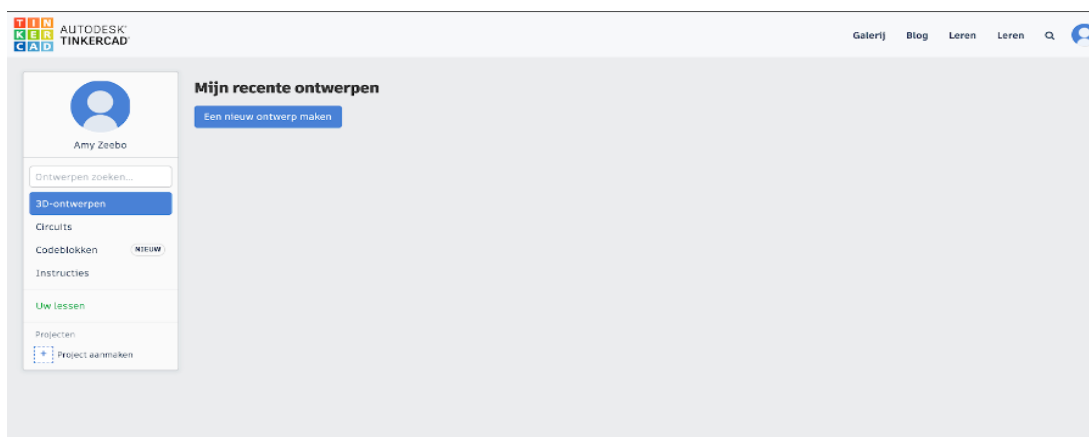 TIN
KER
CAD
AUTODESK®
TINKERCAD®
Galerij Blog Leren Leren
Amy Zeebo
Ontwerpen zoeken...
3D-ontwerpen
Circuits
Codeblokken NIEUW
Instructies
Uw lessen
Projecten
+ Project aanmaken
Mijn recente ontwerpen
Een nieuw ontwerp maken